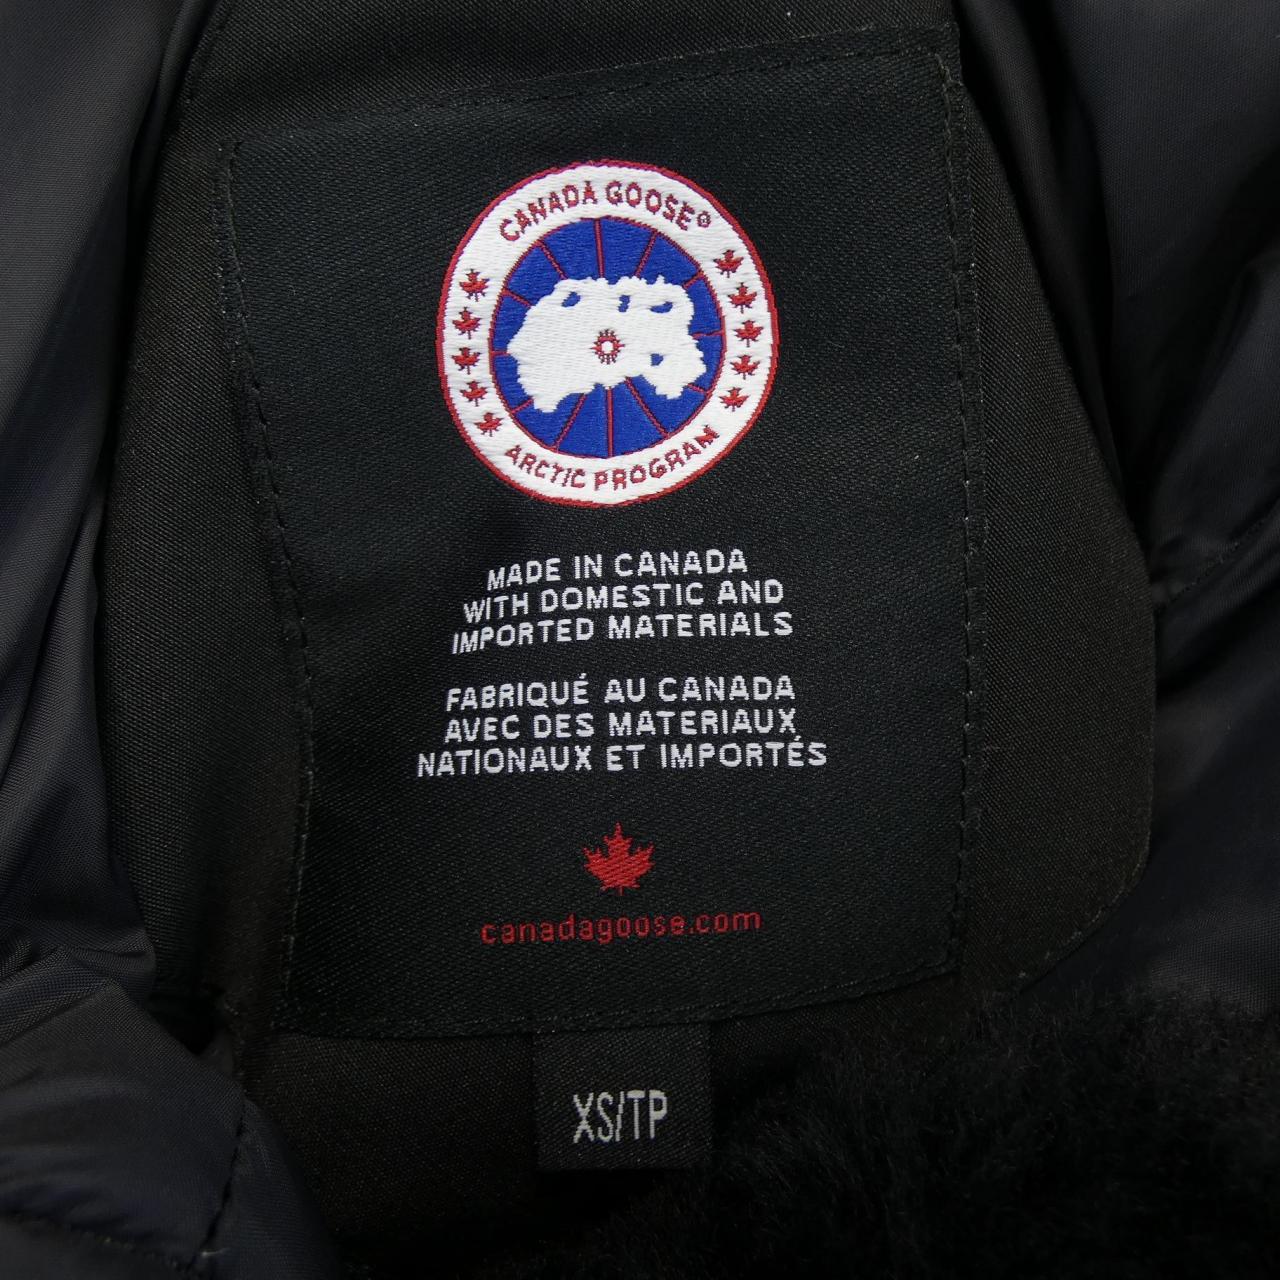 CANADA GOOSE®
ARCTIC PROGRAM
MADE IN CANADA
WITH DOMESTIC AND
IMPORTED MATERIALS
FABRIQUÉ AU CANADA
AVEC DES MATERIAUX
NATIONAUX ET IMPORTÉS
canadagoose.com
XS/TP